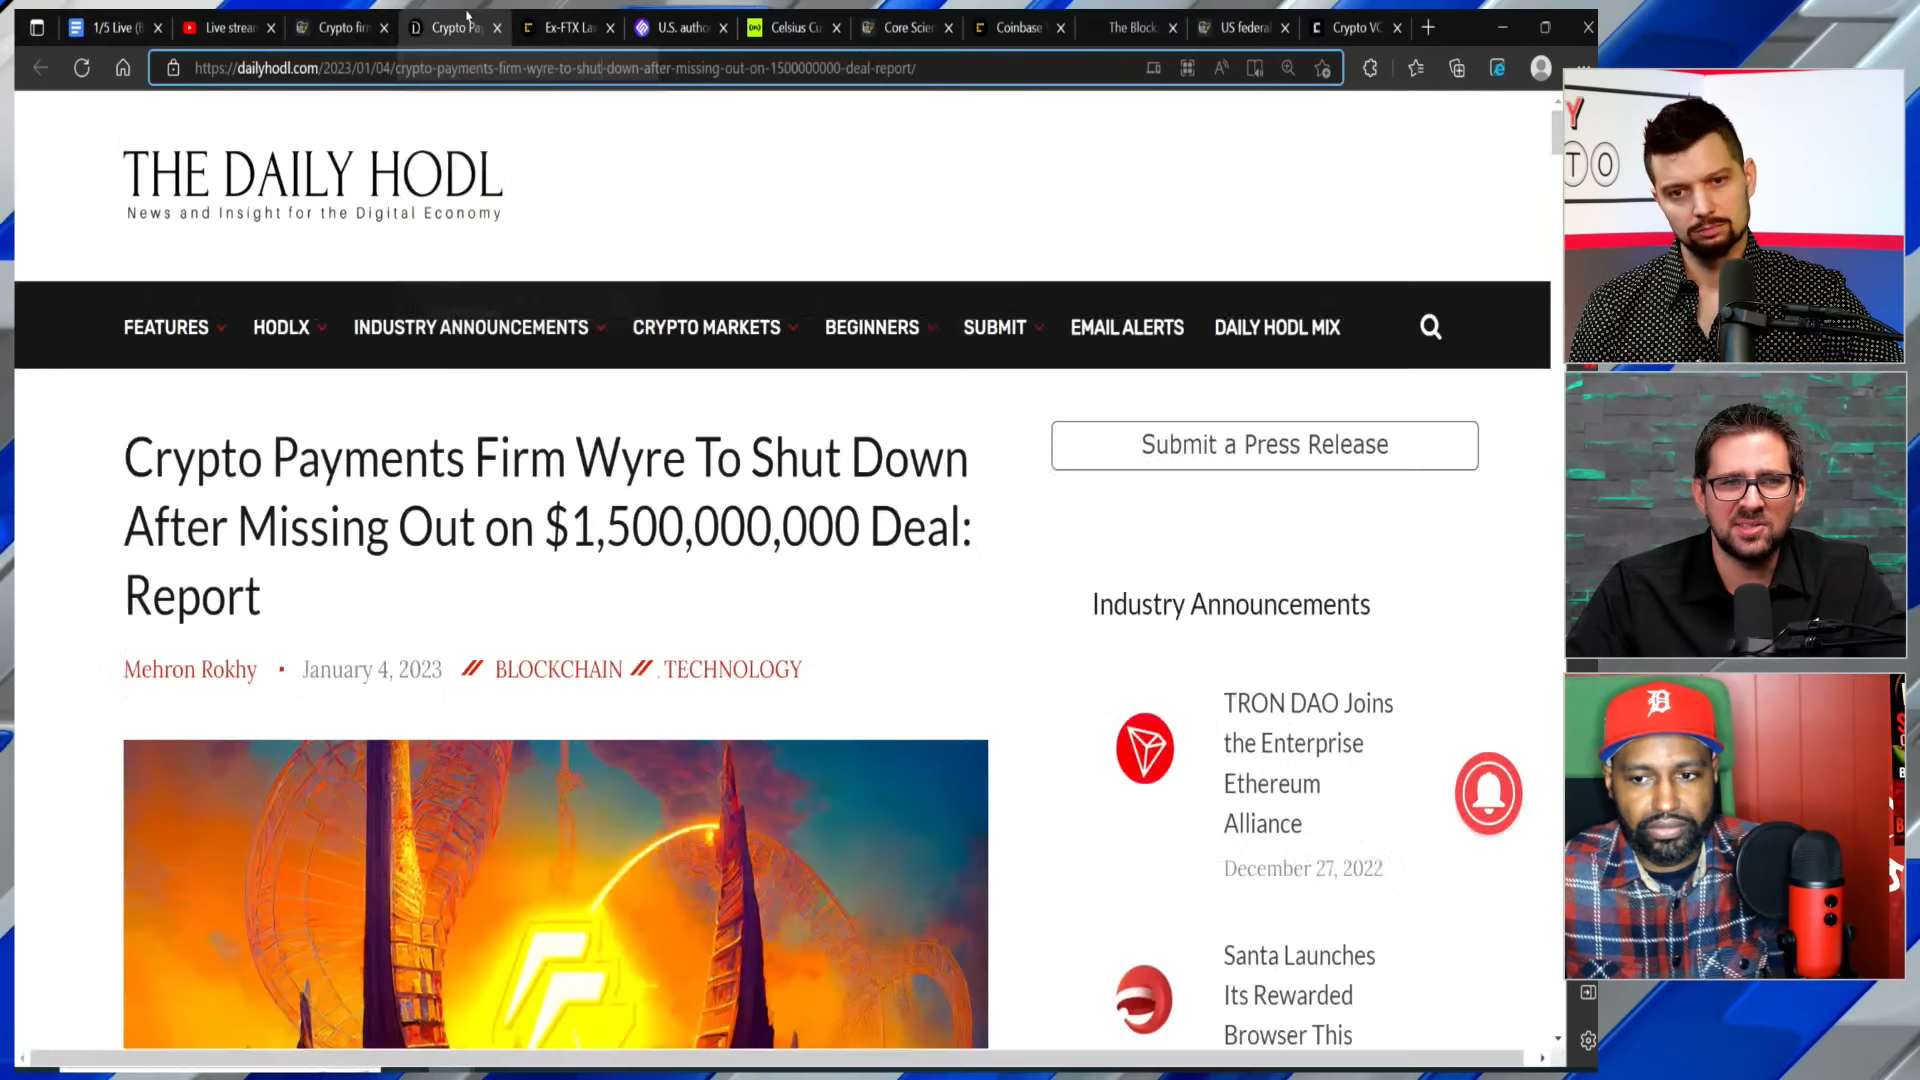 1/5 Live (
Live strean
Crypto firn
Crypto Pa
Ex-FTX La
U.S. autho
Celsius Cu
Core Scien
Coinbase
The Block
US federal
Crypto VC
https://dailyhodl.com/2023/01/04/crypto-payments-firm-wyre-to-shut-down-after-missing-out-on-1500000000-deal-report/
THE DAILY HODL
News and Insight for the Digital Economy
FEATURES HODLX INDUSTRY ANNOUNCEMENTS CRYPTO MARKETS BEGINNERS SUBMIT EMAIL ALERTS DAILY HODL MIX
Crypto Payments Firm Wyre To Shut Down
After Missing Out on $1,500,000,000 Deal:
Report
Mehron Rokhy • January 4, 2023 // BLOCKCHAIN // TECHNOLOGY
Submit a Press Release
Industry Announcements
TRON DAO Joins
the Enterprise
Ethereum
Alliance
December 27, 2022
Santa Launches
Its Rewarded
Browser This
Y
TO
D